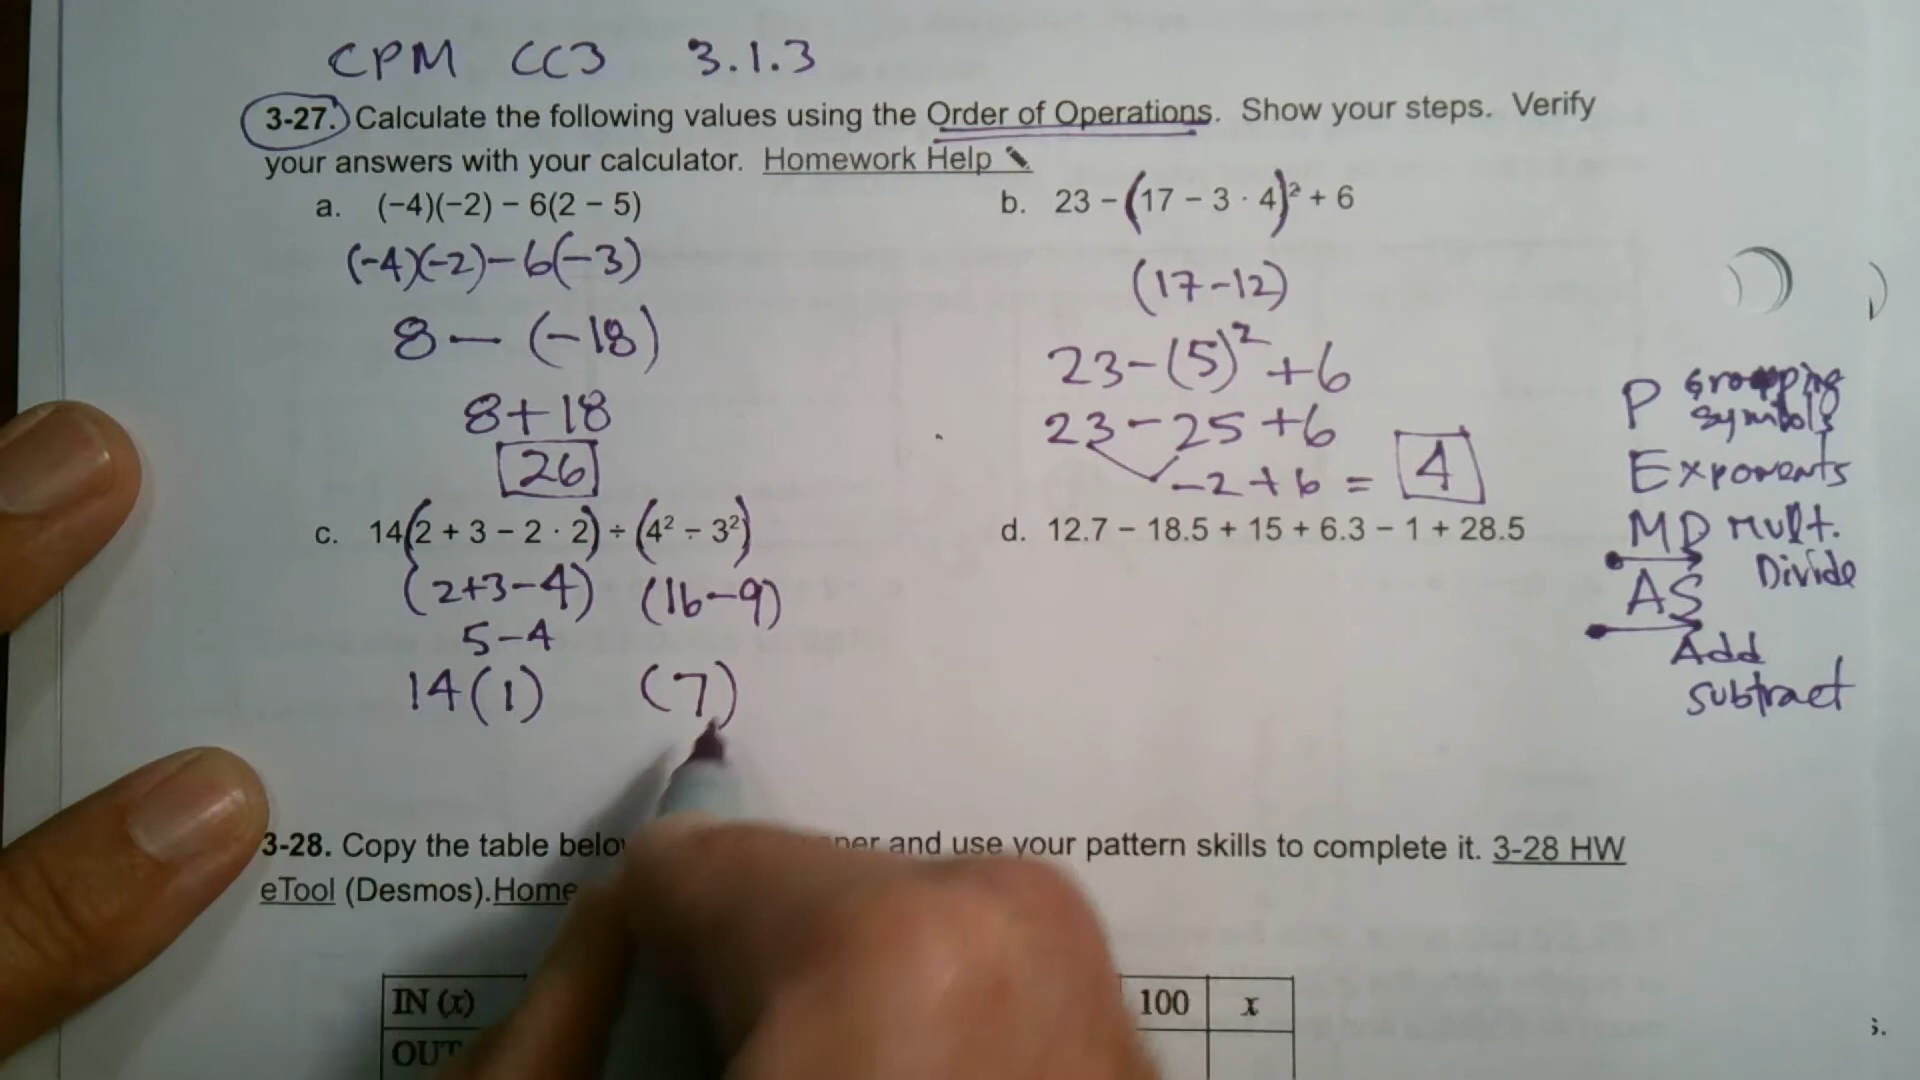 CPM CC3 3.1.3
3-27. Calculate the following values using the Order of Operations. Show your steps. Verify
your answers with your calculator. Homework Help ✎
a. (−4)(−2) − 6(2 − 5)
(-4)(-2)-6(-3)
8 - (-18)
8+18
26
b. 23 − (17 − 3 · 4)² + 6
(17-12)
23-(5)²+6
23-25+6
-2+6 = 4
c. 14(2 + 3 − 2 · 2) ÷ (4² − 3²)
(2+3-4) (16-9)
5-4
14(1) (7)
d. 12.7 − 18.5 + 15 + 6.3 − 1 + 28.5
P grouping
symbols
Exponents
MD Mult.
Divide
AS
Add
subtract
3-28. Copy the table and use your pattern skills to complete it. 3-28 HW
eTool (Desmos).
IN (x) 100 x
OUT
s.